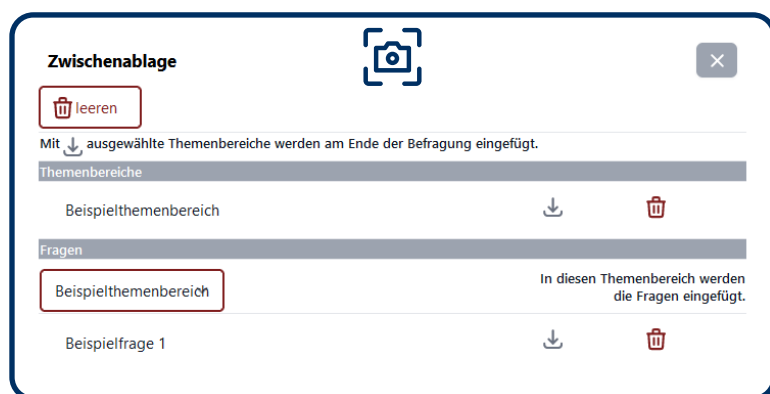 Zwischenablage
leeren
Mit ausgewählte Themenbereiche werden am Ende der Befragung eingefügt.
Themenbereiche
Beispielthemenbereich
Fragen
Beispielthemenbereich
In diesen Themenbereich werden
die Fragen eingefügt.
Beispielfrage 1